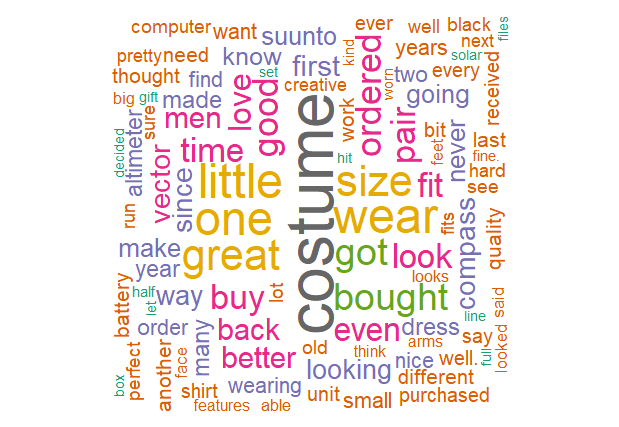 computer want suunto ever well black files
pretty need know first kind years next solar
thought find set creative worn two every received
big gift made love good work ordered pair going
decided sure men hit bit feet never last fine.
altimeter vector time costume hard see
run since little size fit fits quality
one wear
make great got look compass
year looks
battery half let way buy lot bought line said
order back even dress say
box perfect another many better old think arms nice well. full looked
face shirt wearing looking different
features able unit small purchased